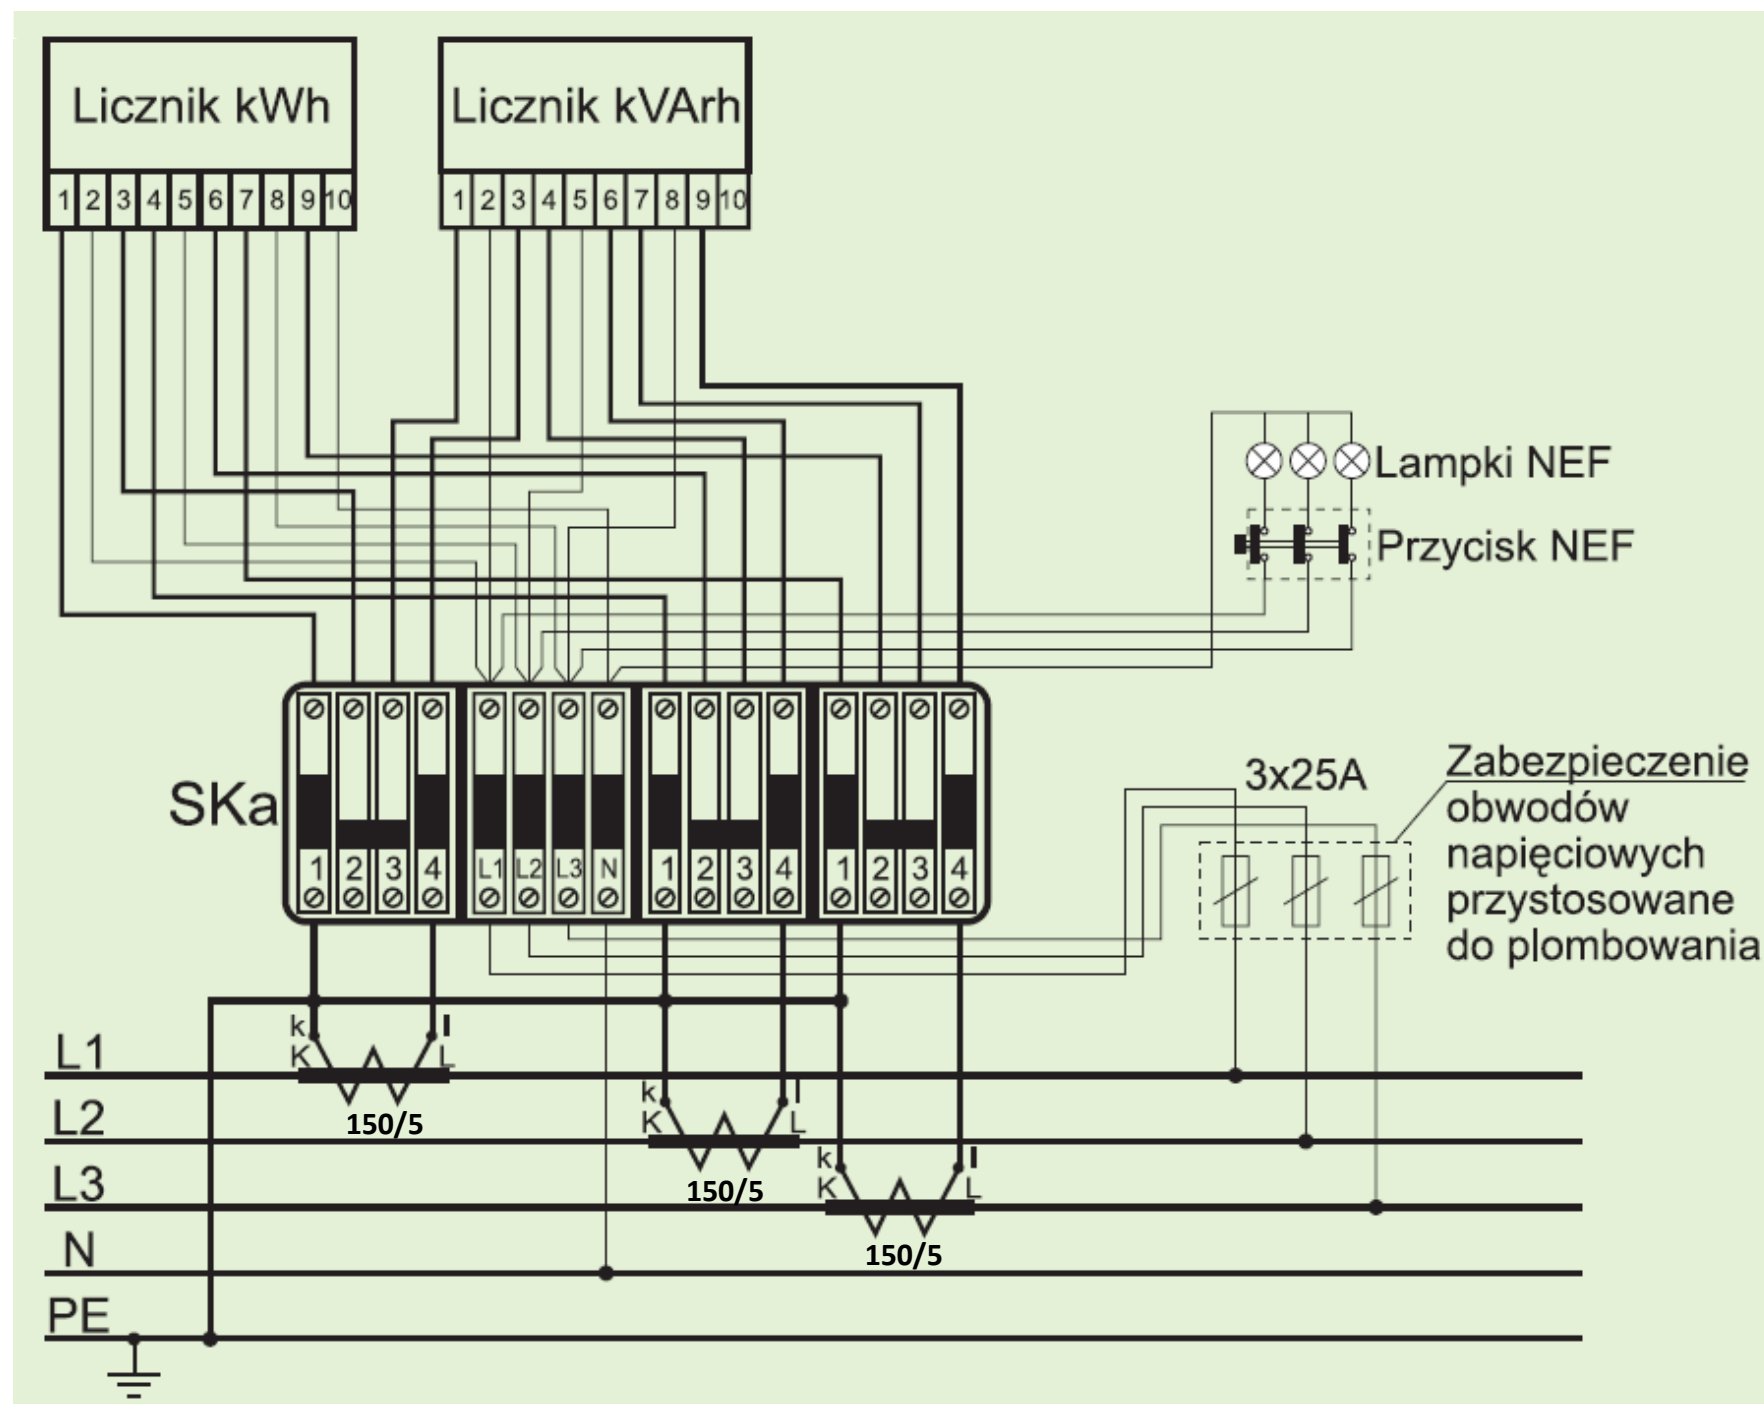 Licznik kWh
Licznik kVArh
1 2 3 4 5 6 7 8 9 10
1 2 3 4 5 6 7 8 9 10
Lampki NEF
Przycisk NEF
SKa
1 2 3 4 L1 L2 L3 N 1 2 3 4 1 2 3 4
3x25A
Zabezpieczenie
obwodów
napięciowych
przystosowane
do plombowania
k l
K L
L1
150/5
k l
K L
L2
150/5
k l
K L
L3
150/5
N
PE